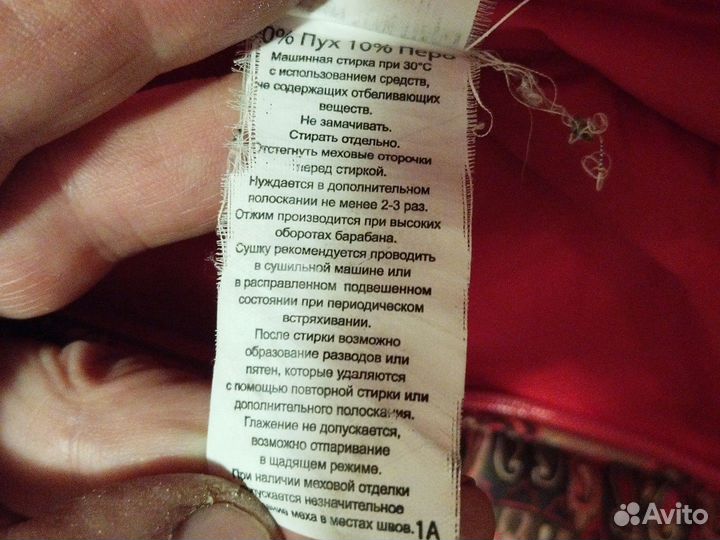 0% Пух 10% Перо
Машинная стирка при 30°С
с использованием средств,
не содержащих отбеливающих
веществ.
Не замачивать.
Стирать отдельно.
Отстегнуть меховые оторочки
перед стиркой.
Нуждается в дополнительном
полоскании не менее 2-3 раз.
Отжим производится при высоких
оборотах барабана.
Сушку рекомендуется проводить
в сушильной машине или
в расправленном подвешенном
состоянии при периодическом
встряхивании.
После стирки возможно
образование разводов или
пятен, которые удаляются
с помощью повторной стирки или
дополнительного полоскания.
Глажение не допускается,
возможно отпаривание
в щадящем режиме.
При наличии меховой отделки
допускается незначительное
меха в местах швов. 1А
Avito